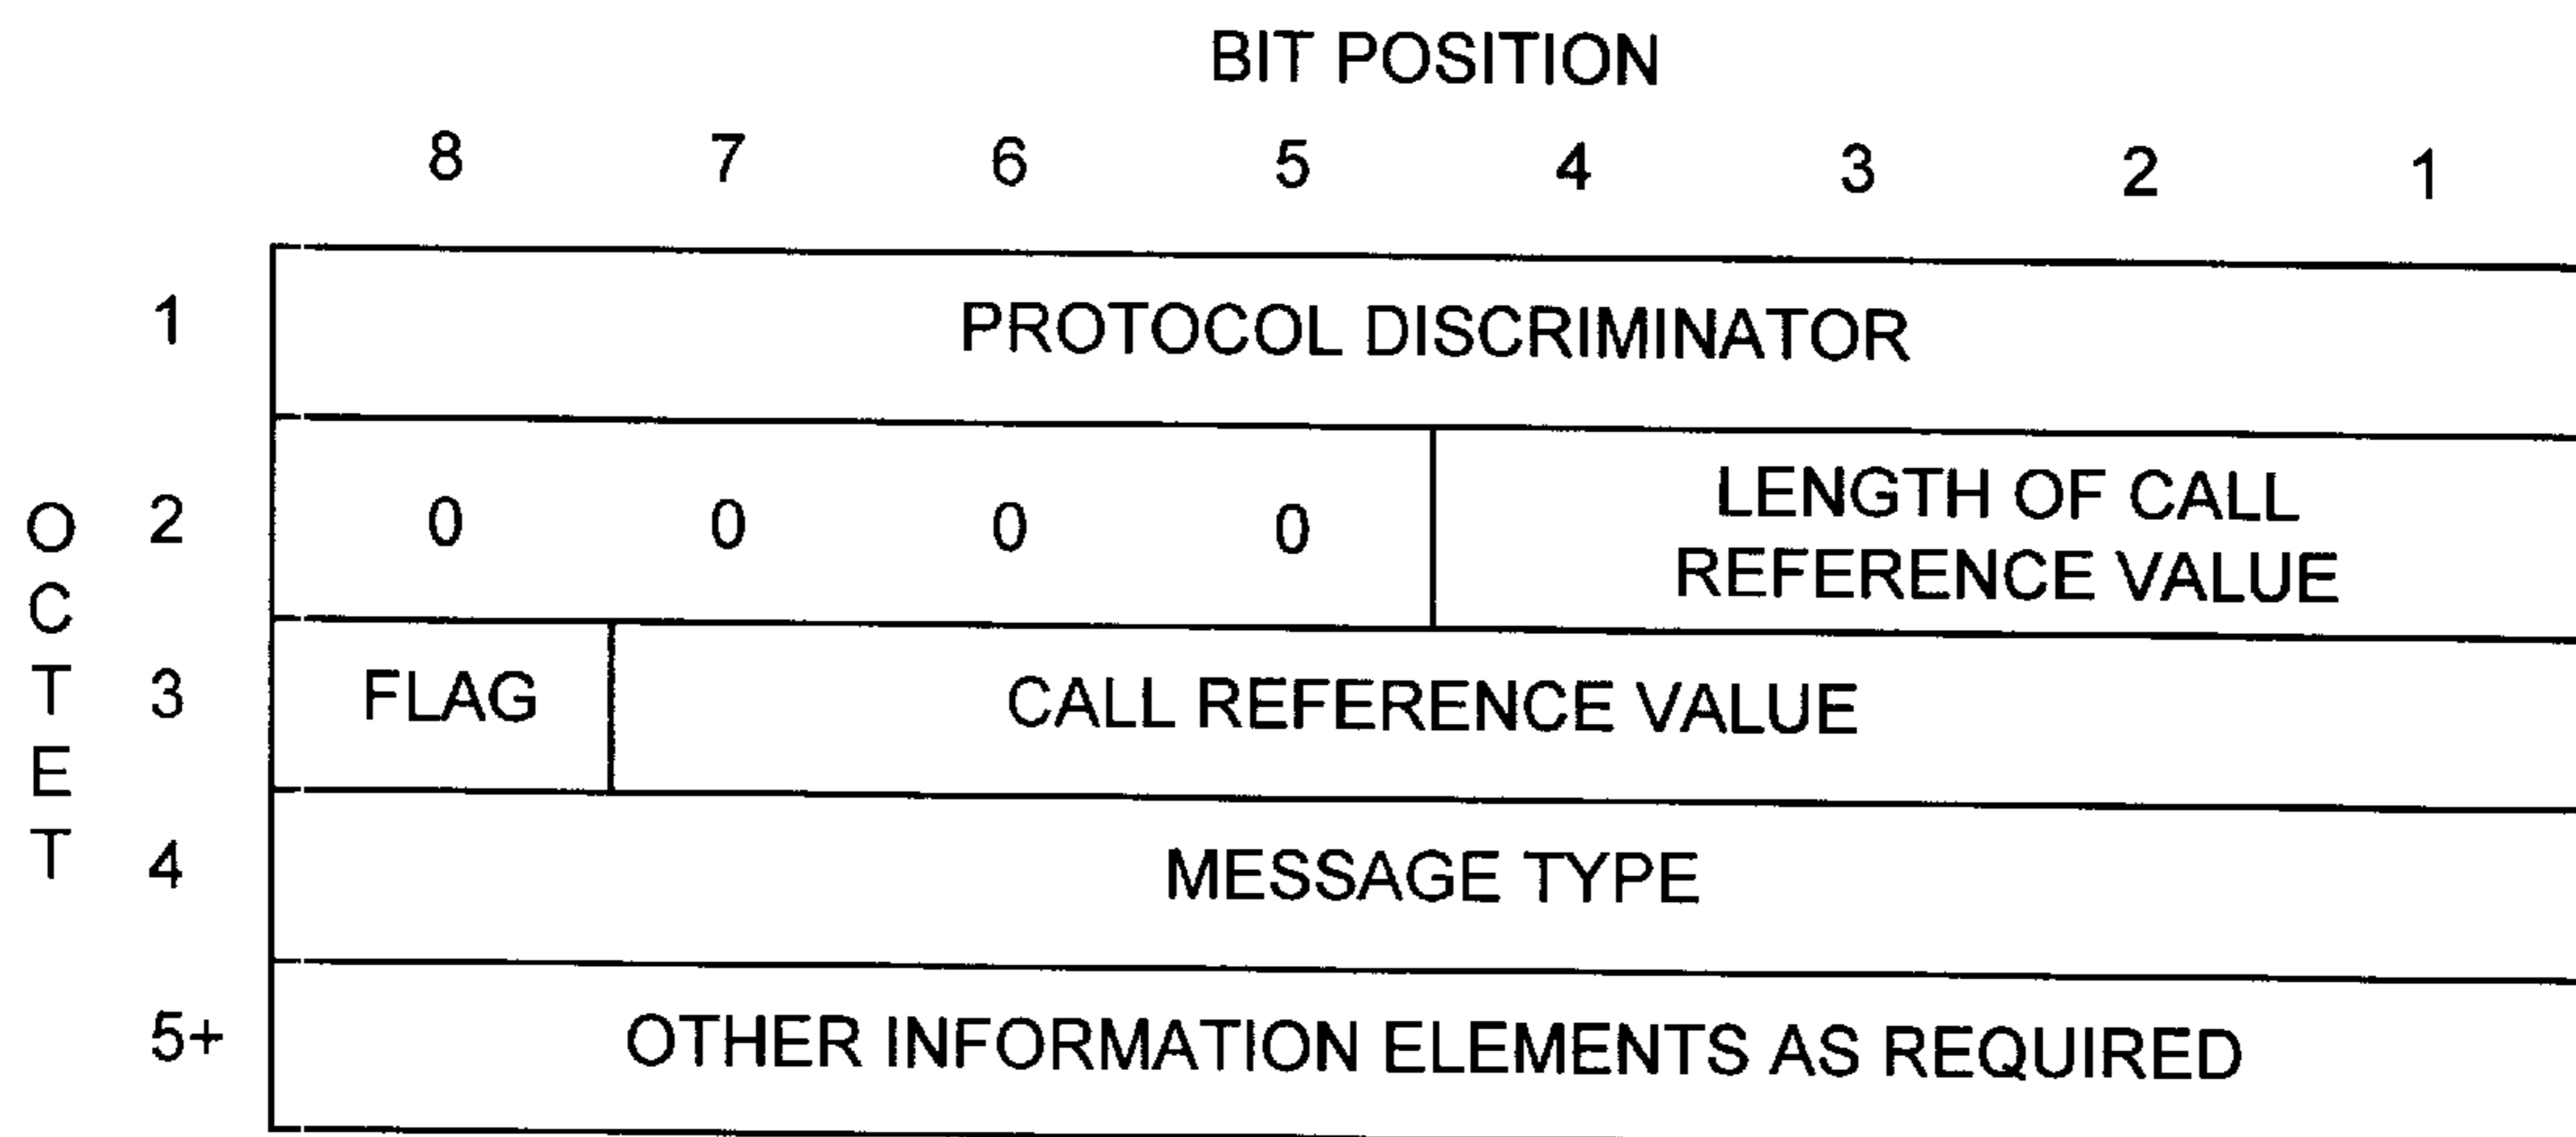 BIT POSITION
8 7 6 5 4 3 2 1
1 PROTOCOL DISCRIMINATOR
OCTET
2 0 0 0 0 LENGTH OF CALL
REFERENCE VALUE
3 FLAG CALL REFERENCE VALUE
4 MESSAGE TYPE
5+ OTHER INFORMATION ELEMENTS AS REQUIRED